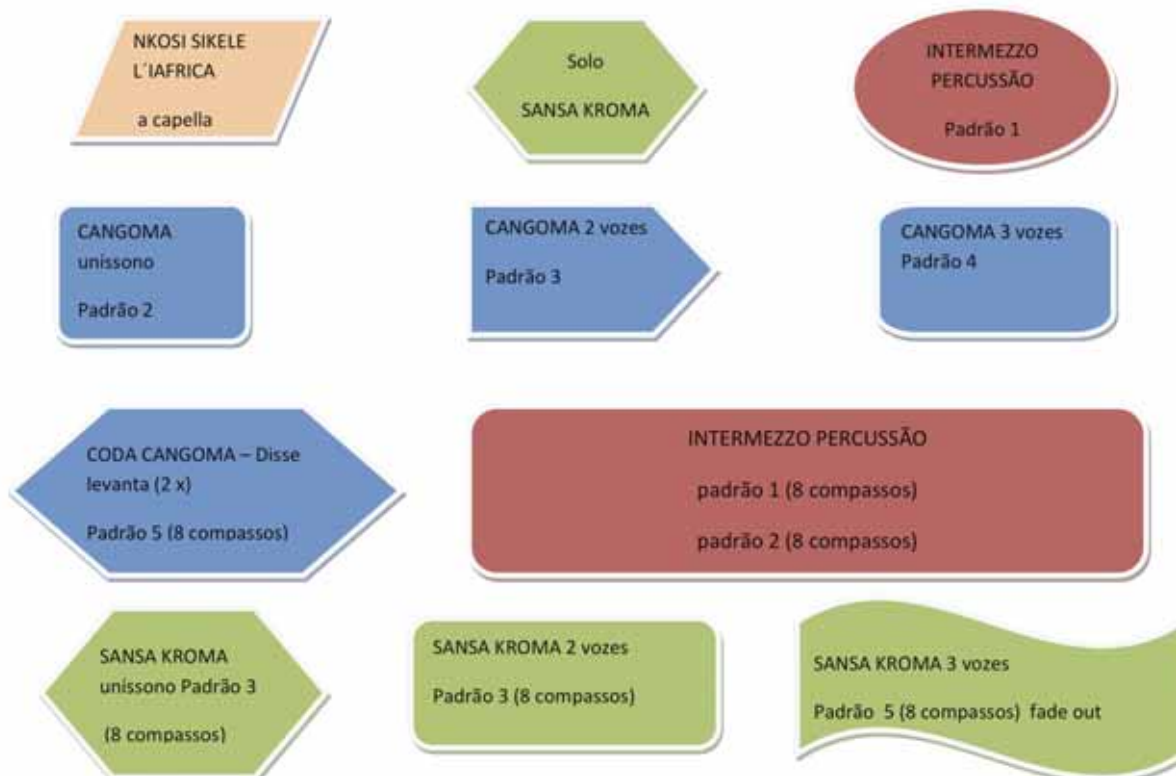 NKOSI SIKELE
L´IAFRICA
a capella
Solo
SANSA KROMA
INTERMEZZO
PERCUSSÃO
Padrão 1
CANGOMA
uníssono
Padrão 2
CANGOMA 2 vozes
Padrão 3
CANGOMA 3 vozes
Padrão 4
CODA CANGOMA – Disse
levanta (2 x)
Padrão 5 (8 compassos)
INTERMEZZO PERCUSSÃO
padrão 1 (8 compassos)
padrão 2 (8 compassos)
SANSA KROMA
uníssono Padrão 3
(8 compassos)
SANSA KROMA 2 vozes
Padrão 3 (8 compassos)
SANSA KROMA 3 vozes
Padrão 5 (8 compassos) fade out